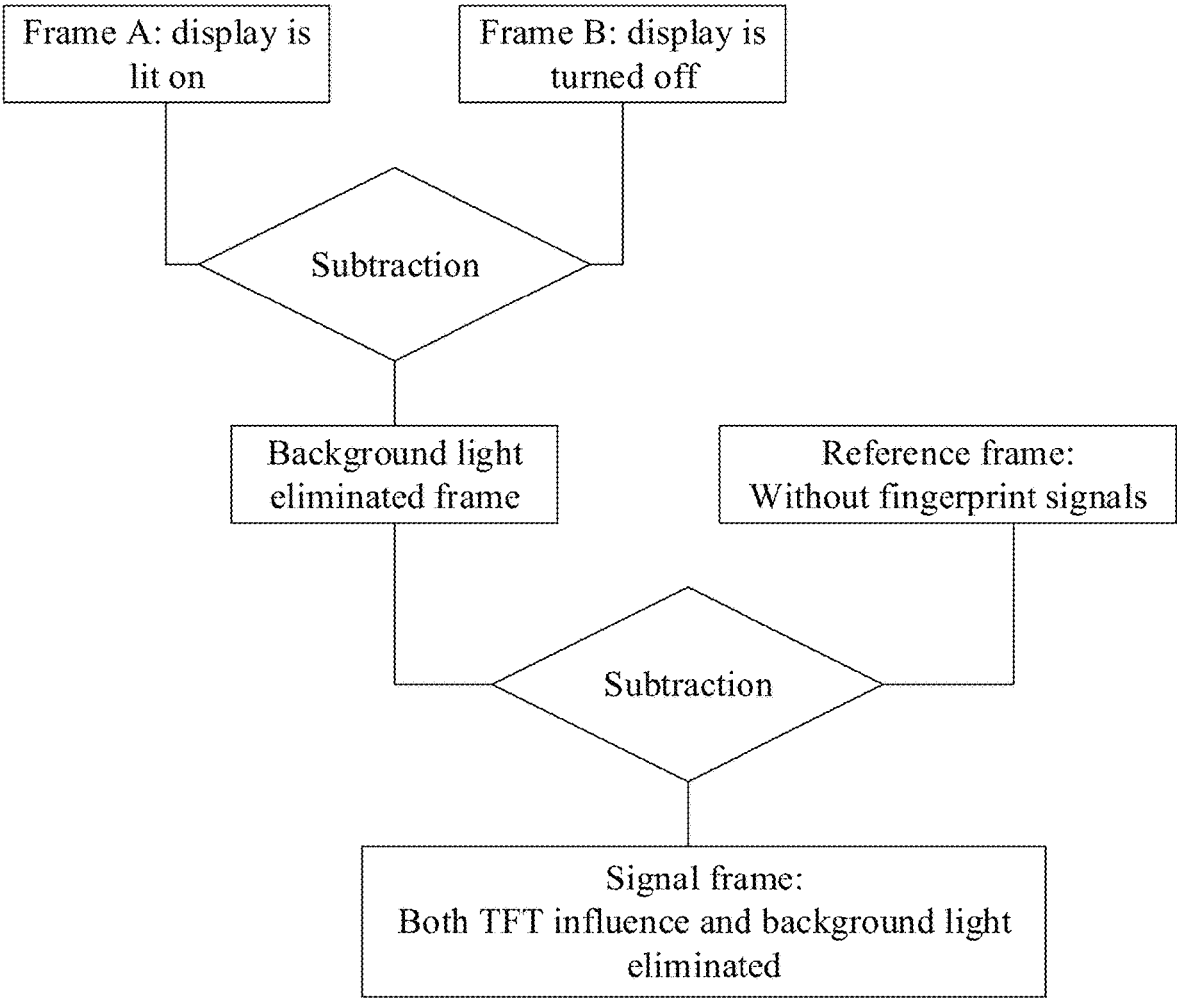 Frame A: display is
lit on
Frame B: display is
turned off
Subtraction
Background light
eliminated frame
Reference frame:
Without fingerprint signals
Subtraction
Signal frame:
Both TFT influence and background light
eliminated